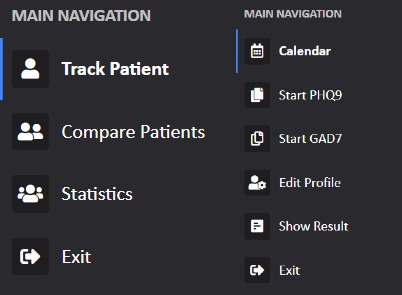 MAIN NAVIGATION
Track Patient
Compare Patients
Statistics
Exit
MAIN NAVIGATION
Calendar
Start PHQ9
Start GAD7
Edit Profile
Show Result
Exit